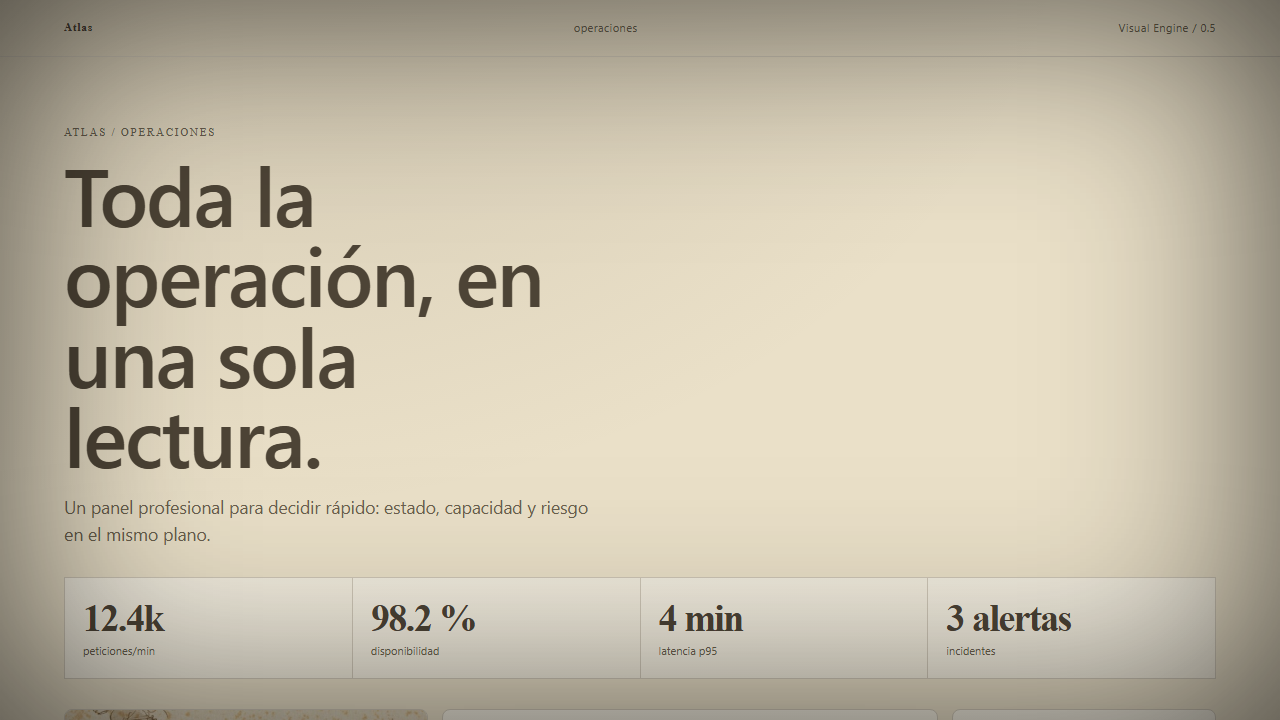 Atlas
operaciones
Visual Engine / 0.5
ATLAS / OPERACIONES
Toda la
operación, en
una sola
lectura.
Un panel profesional para decidir rápido: estado, capacidad y riesgo
en el mismo plano.
12.4k
peticiones/min
98.2 %
disponibilidad
4 min
latencia p95
3 alertas
incidentes